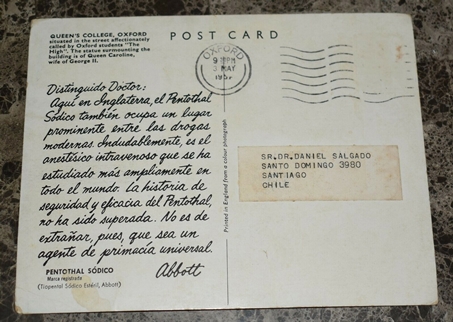 QUEEN'S COLLEGE, OXFORD
situated in the street affectionately
called by Oxford students "The
High". The statue surmounting the
building is of Queen Caroline,
wife of George II.
POST CARD
OXFORD
MAY
Distinguido Doctor:
Aquí en Inglaterra, el Pentothal
Sódico también ocupa un lugar
prominente entre las drogas
modernas. Indudablemente, es el
anestésico intravenoso que se ha
estudiado más ampliamente en
todo el mundo. La historia de
seguridad y eficacia del Pentothal,
no ha sido superada. No es de
extrañar, pues, que sea un
agente de primacía universal.
Abbott
PENTOTHAL SÓDICO
Marca registrada
(Tiopental Sódico Estéril, Abbott)
Printed in England from a colour photograph
SR.DR.DANIEL SALGADO
SANTO DOMINGO 3980
SANTIAGO
CHILE